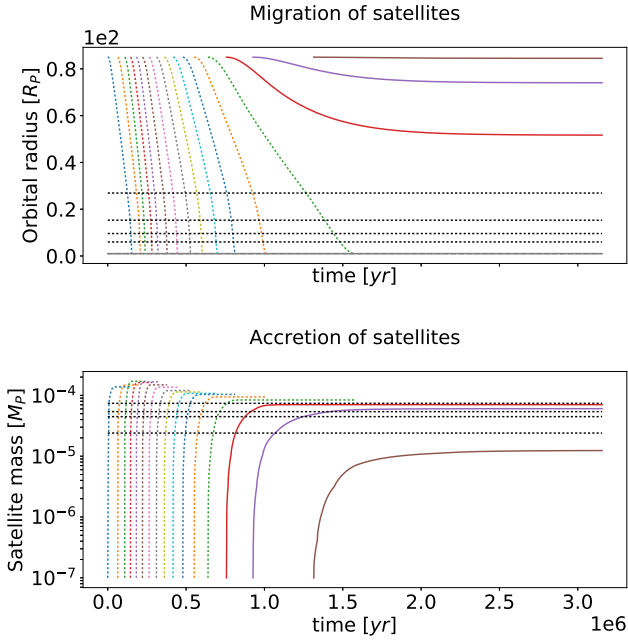 Migration of satellites
1e2
0.8
0.6
0.4
0.2
0.0
Orbital radius [R_P]
time [yr]
Accretion of satellites
10^{-4}
10^{-5}
10^{-6}
10^{-7}
Satellite mass [M_P]
0.0 0.5 1.0 1.5 2.0 2.5 3.0
time [yr]
1e6